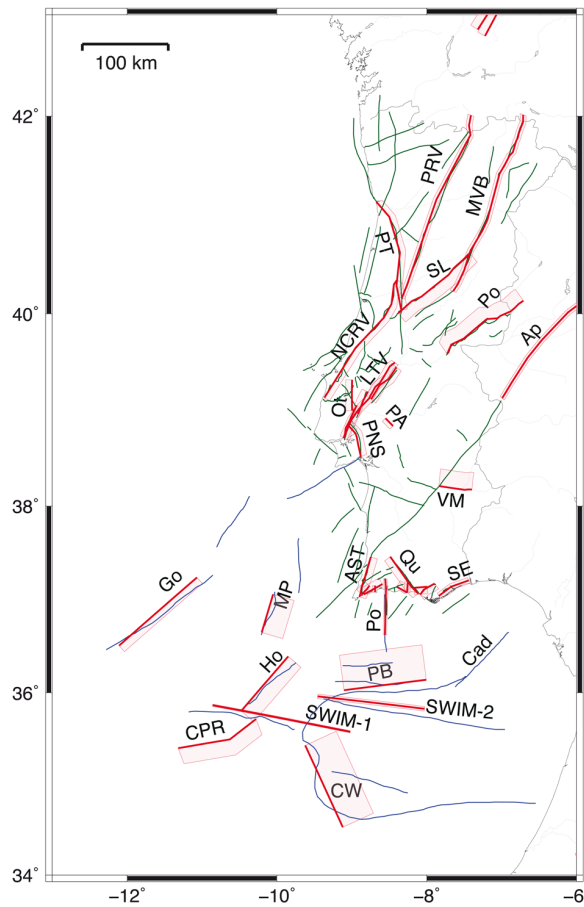 100 km
42°
PRV
MVB
PT
SL
Po
40°
NCRV
Ap
LTV
Ot
PA
PNS
38°
VM
AST
Qu
SE
Go
MP
Po
Ho
PB
Cad
36°
SWIM-1
SWIM-2
CPR
CW
34°
−12° −10° −8° −6